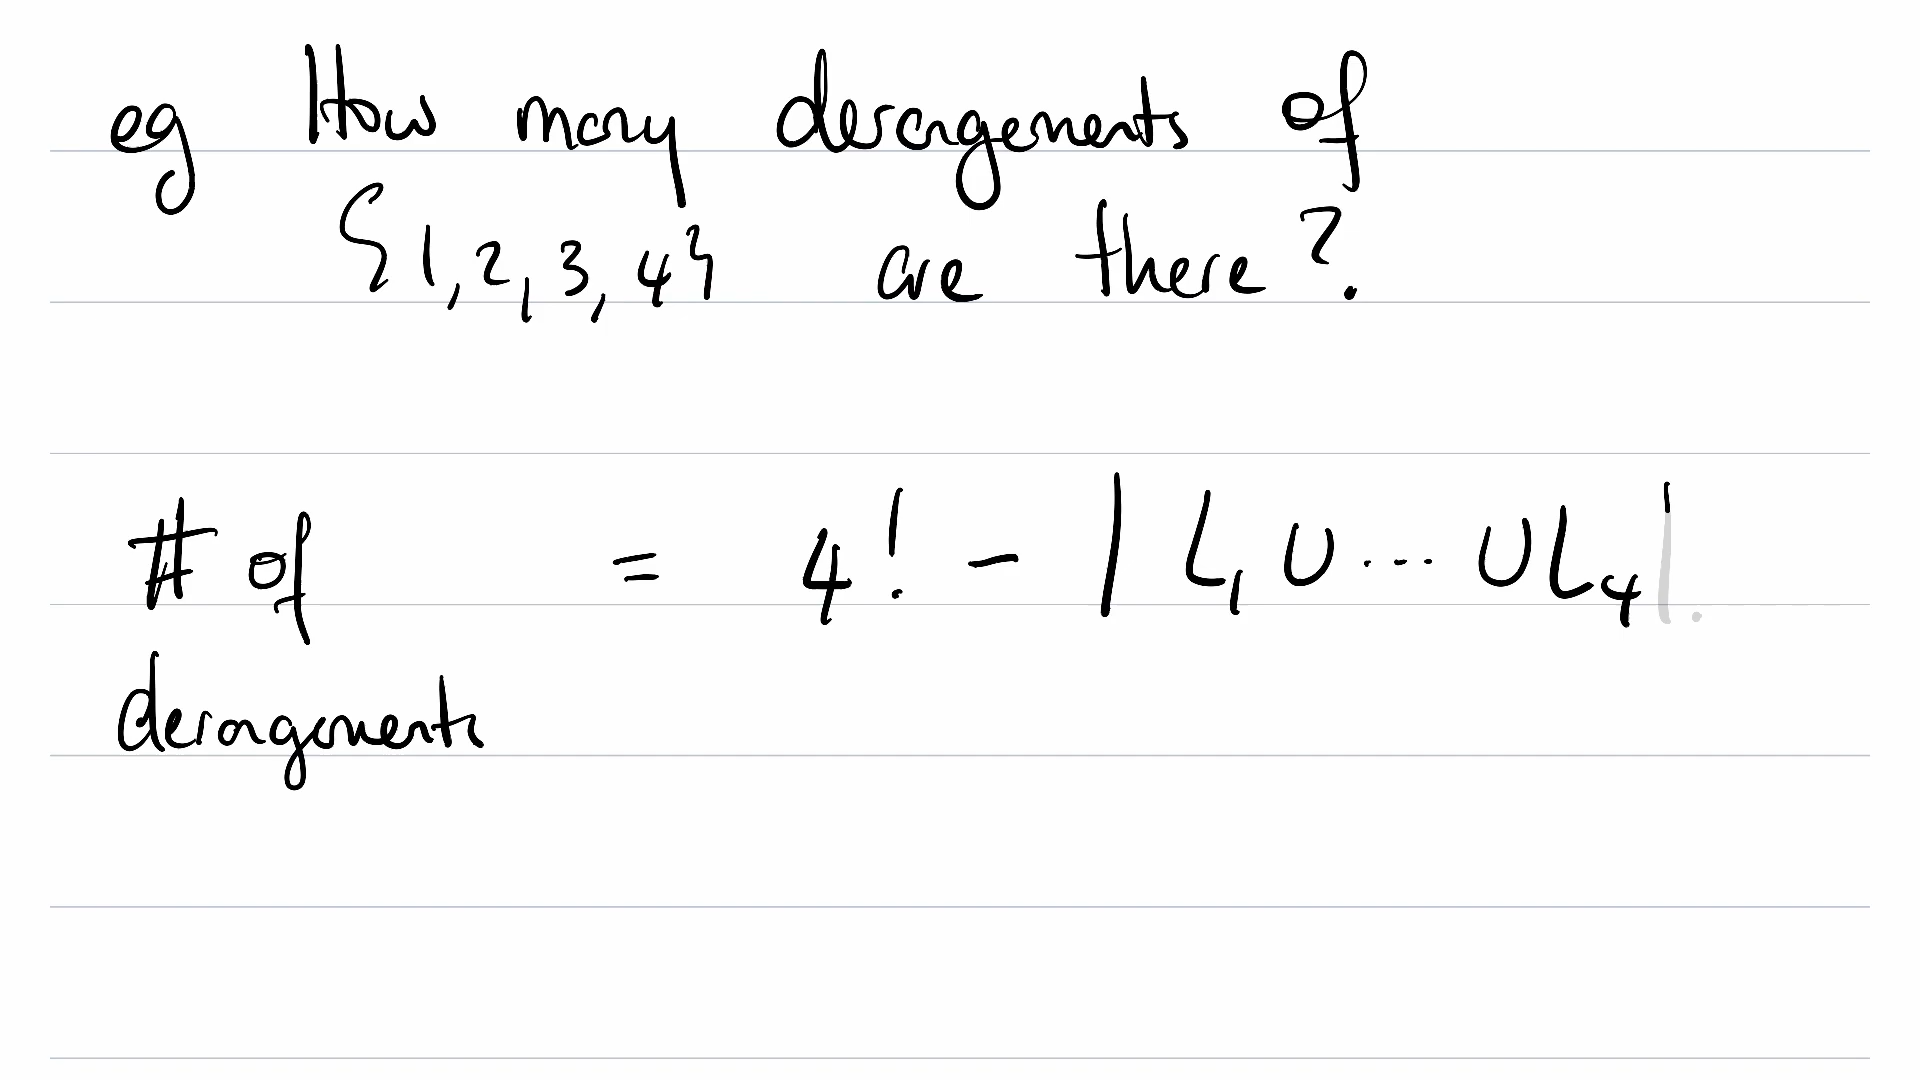 eg How many derangements of
{1, 2, 3, 4} are there?
# of = 4! - | L₁ ∪ ... ∪ L₄ |.
derangements